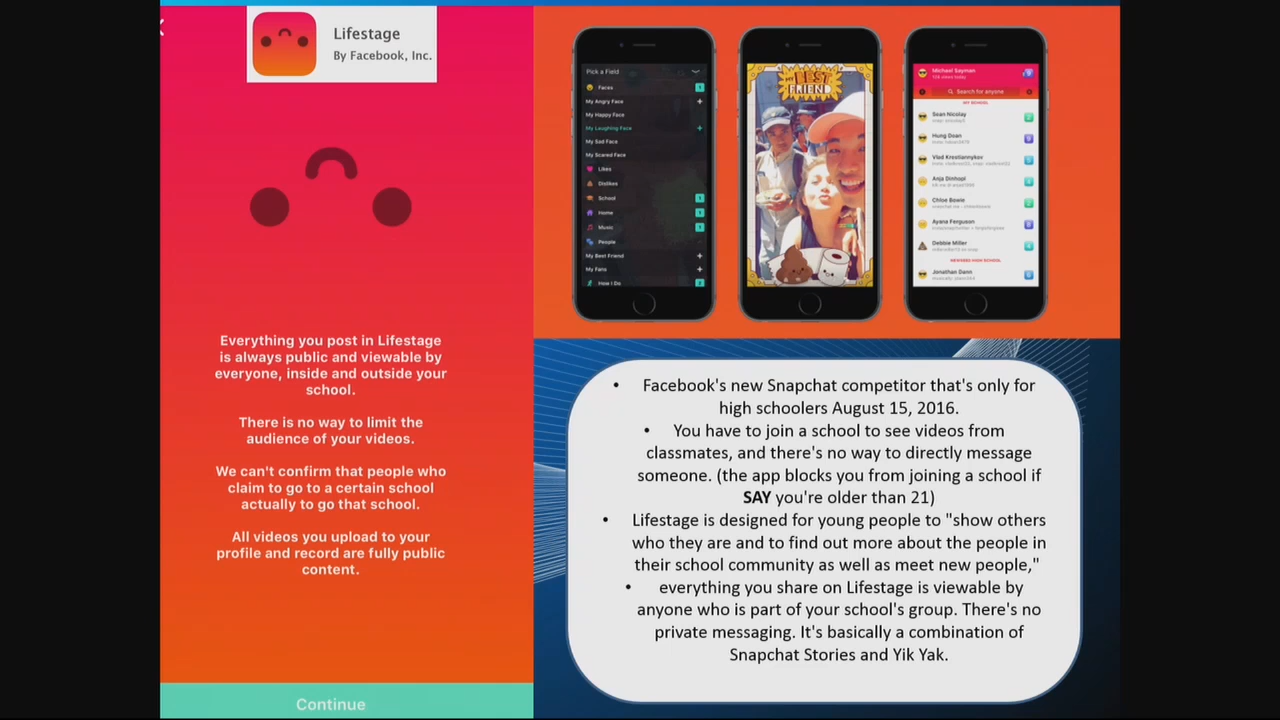 Lifestage
By Facebook, Inc.
Everything you post in Lifestage
is always public and viewable by
everyone, inside and outside your
school.
There is no way to limit the
audience of your videos.
We can't confirm that people who
claim to go to a certain school
actually to go that school.
All videos you upload to your
profile and record are fully public
content.
Continue
Pick a Field
Faces
My Angry Face
My Happy Face
My Laughing Face
My Sad Face
My Scared Face
Likes
Dislikes
School
Home
Music
People
My Best Friend
My Fans
How I Do
MY
BEST
FRIEND
Michael Sayman
Search for anyone
MY SCHOOL
Sean Nicolay
Hung Doan
Vlad Krostiannykov
Anja Dinhopl
Chloe Bowie
Ayana Ferguson
Debbie Miller
Jonathan Dann
• Facebook's new Snapchat competitor that's only for
high schoolers August 15, 2016.
• You have to join a school to see videos from
classmates, and there's no way to directly message
someone. (the app blocks you from joining a school if
SAY you're older than 21)
• Lifestage is designed for young people to "show others
who they are and to find out more about the people in
their school community as well as meet new people,"
• everything you share on Lifestage is viewable by
anyone who is part of your school's group. There's no
private messaging. It's basically a combination of
Snapchat Stories and Yik Yak.